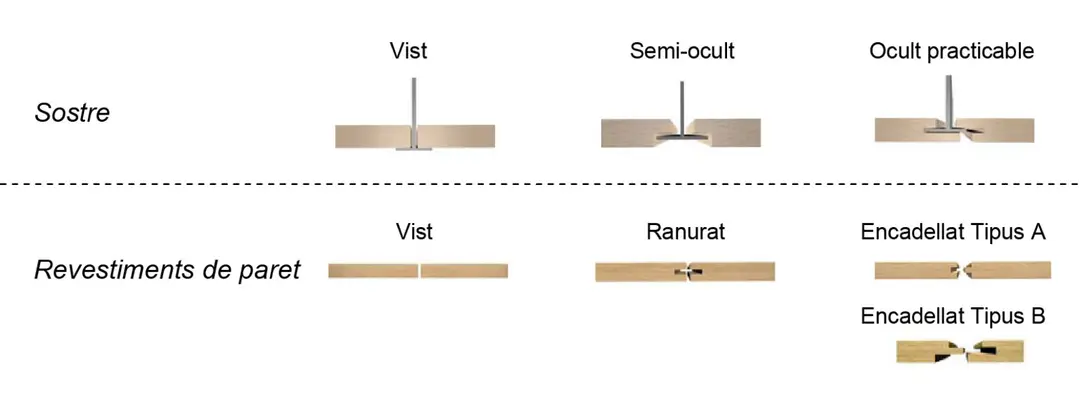 Vist
Semi-ocult
Ocult practicable
Sostre
Vist
Ranurat
Encadellat Tipus A
Revestiments de paret
Encadellat Tipus B